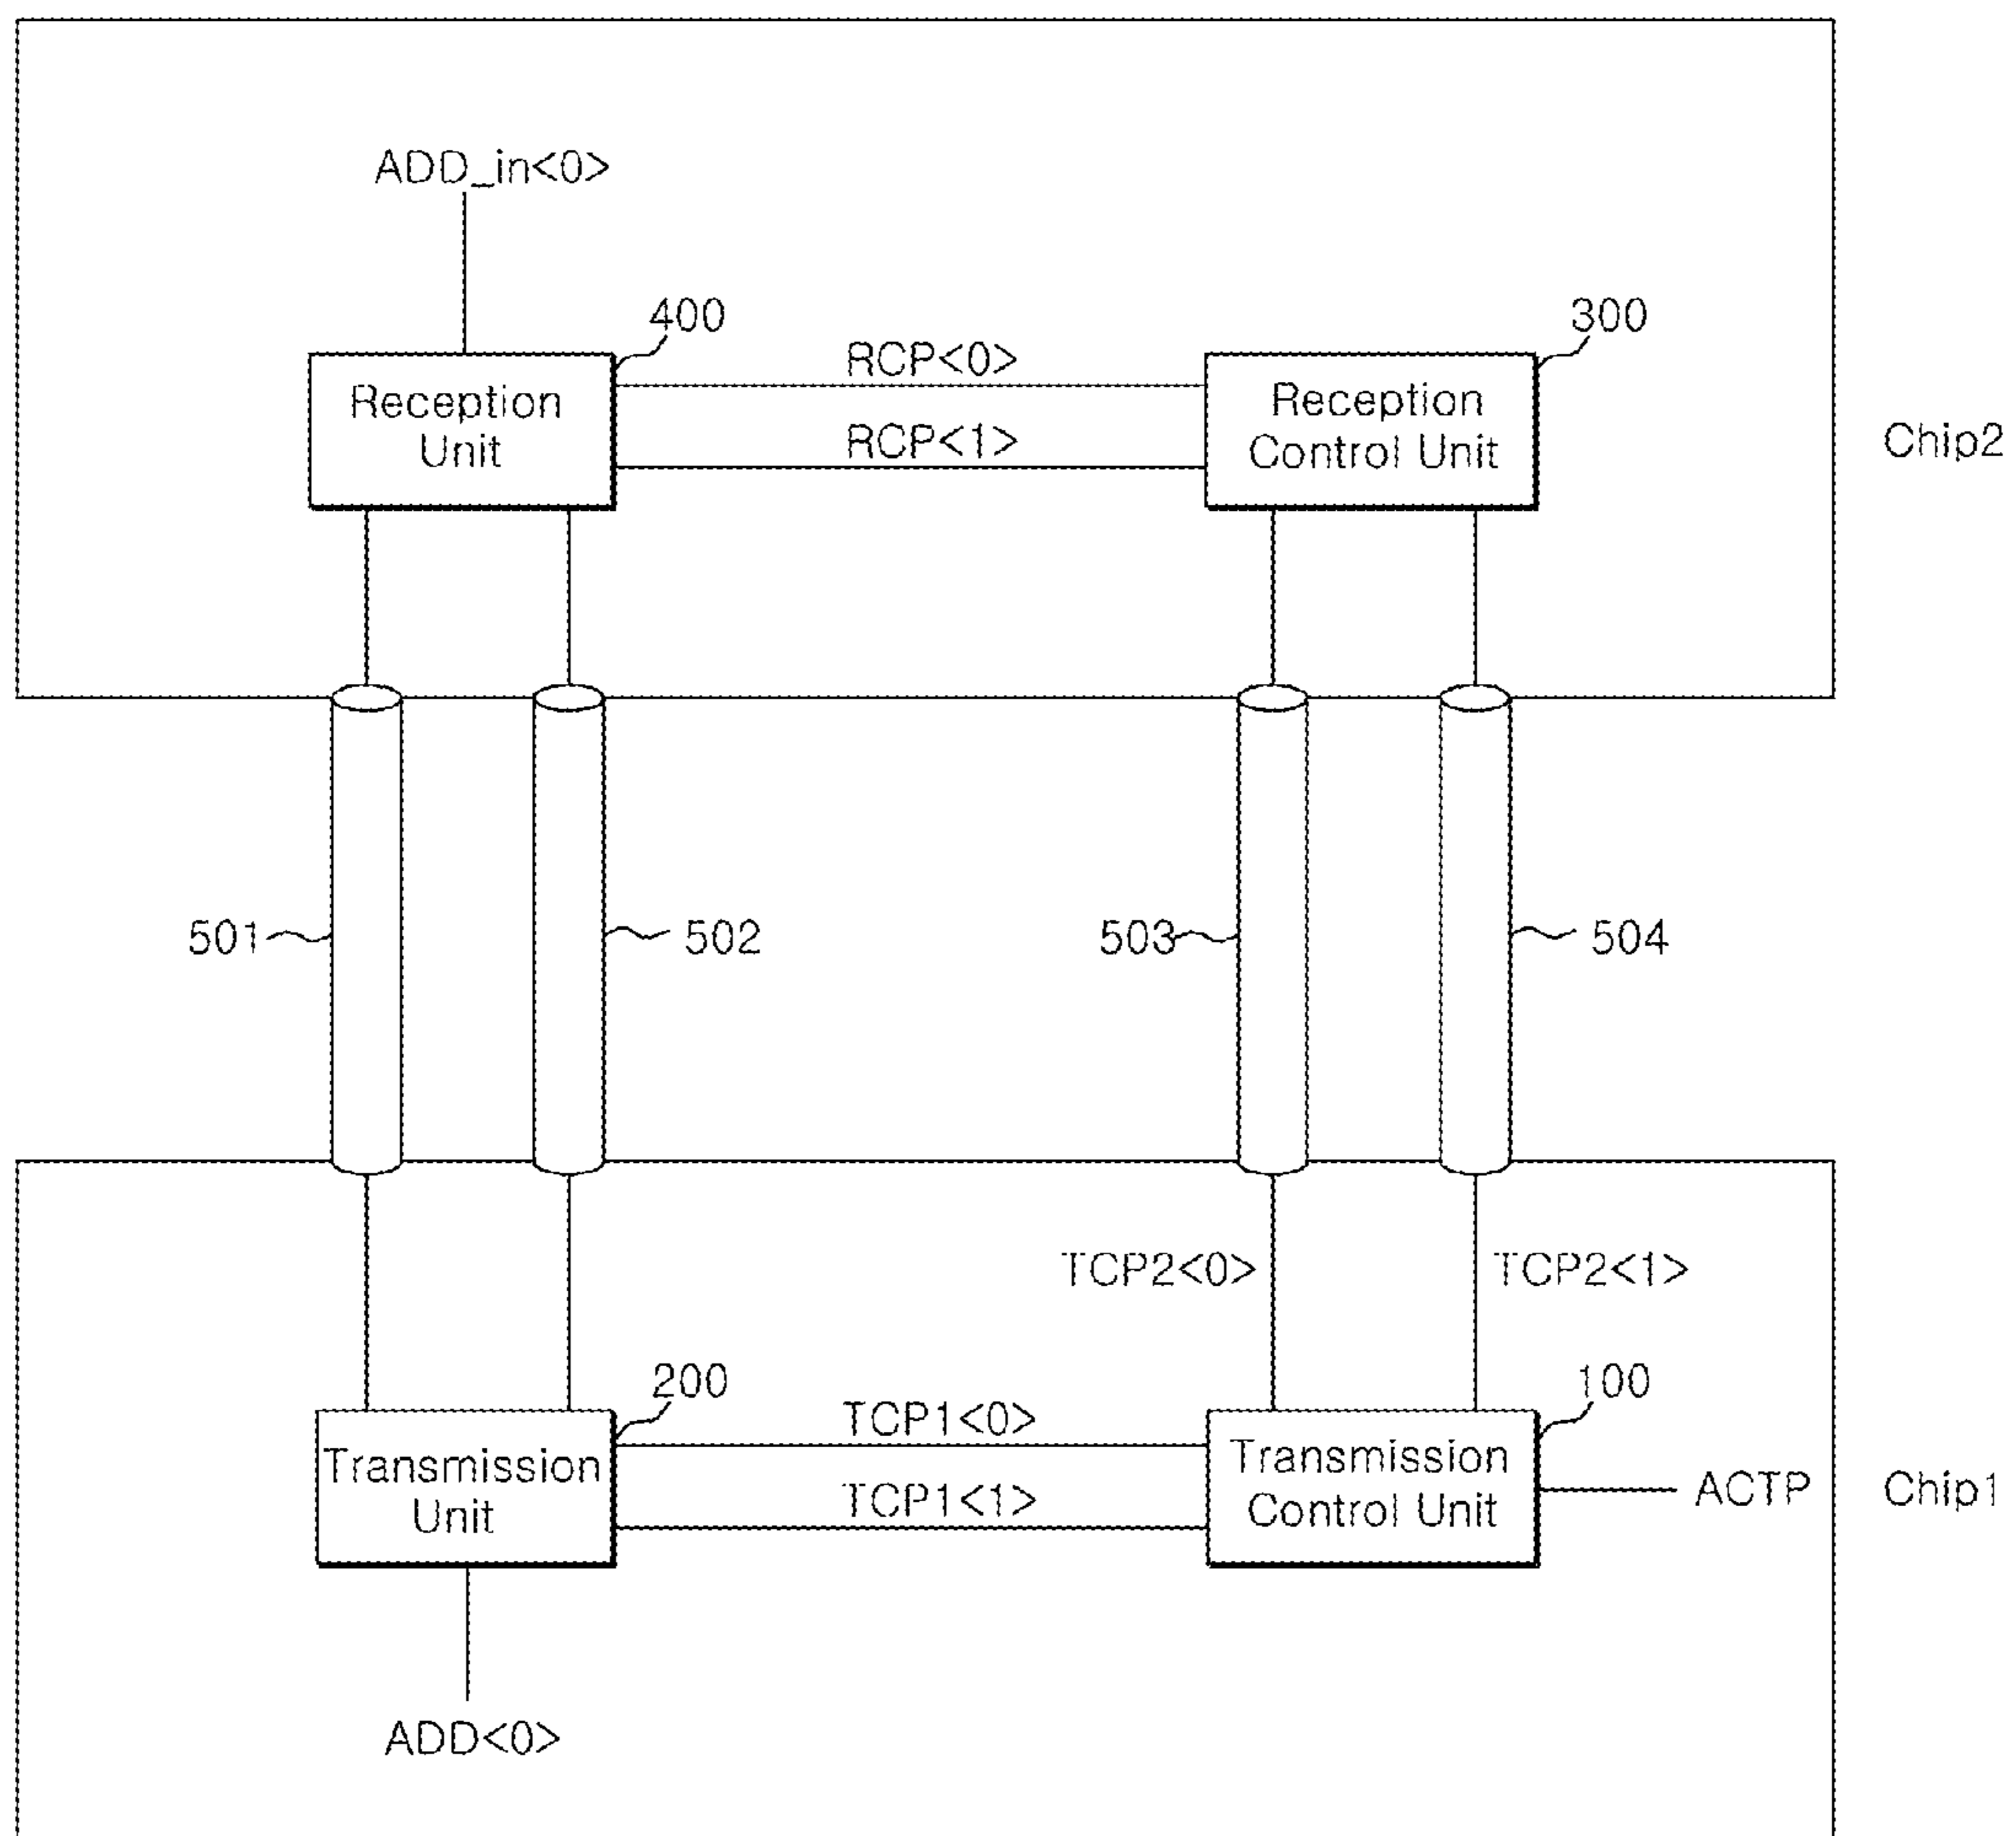 ADD_in<0>
400
300
RCP<0>
Reception
Unit
Reception
Control Unit
RCP<1>
Chip2
501
502
503
504
TCP2<0>
TCP2<1>
200
100
TCP1<0>
Transmission
Unit
Transmission
Control Unit
TCP1<1>
ACTP
Chip1
ADD<0>